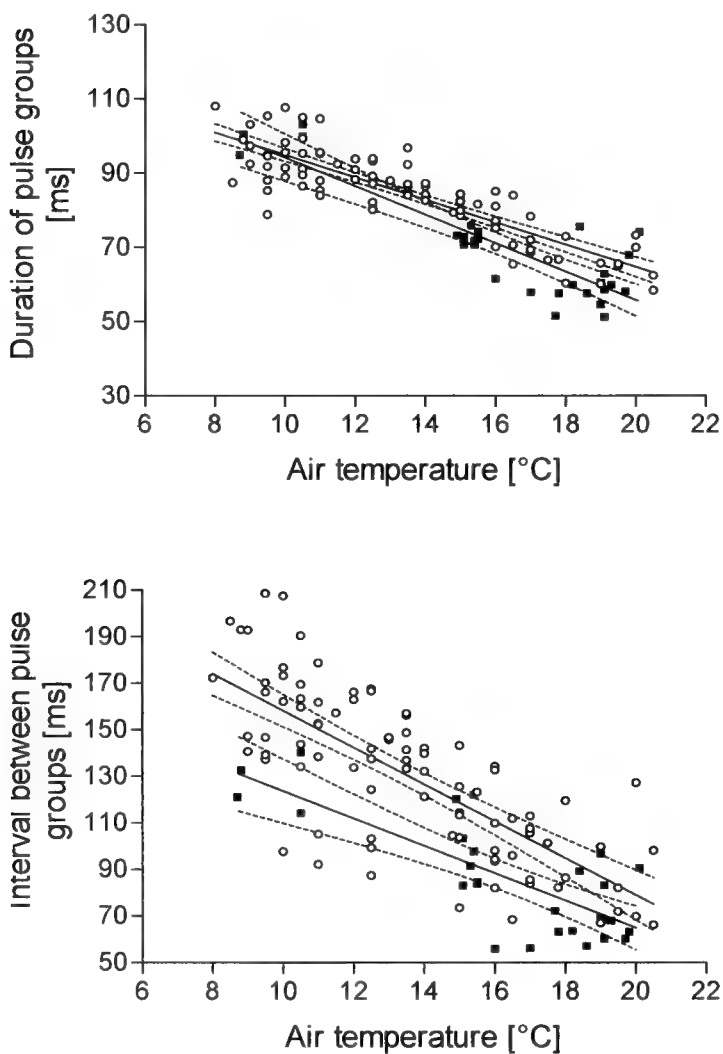 130
110
90
70
50
30
Duration of pulse groups
[ms]
6 8 10 12 14 16 18 20 22
Air temperature [°C]
210
190
170
150
130
110
90
70
50
Interval between pulse
groups [ms]
6 8 10 12 14 16 18 20 22
Air temperature [°C]